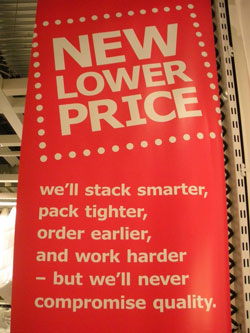 NEW
LOWER
PRICE
we'll stack smarter,
pack tighter,
order earlier,
and work harder
– but we'll never
compromise quality.